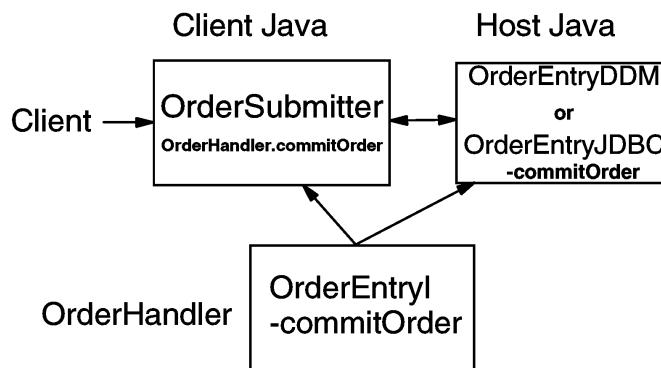 Client Java
Host Java
Client
OrderSubmitter
OrderHandler.commitOrder
OrderEntryDDM
or
OrderEntryJDBC
-commitOrder
OrderHandler
OrderEntryI
-commitOrder